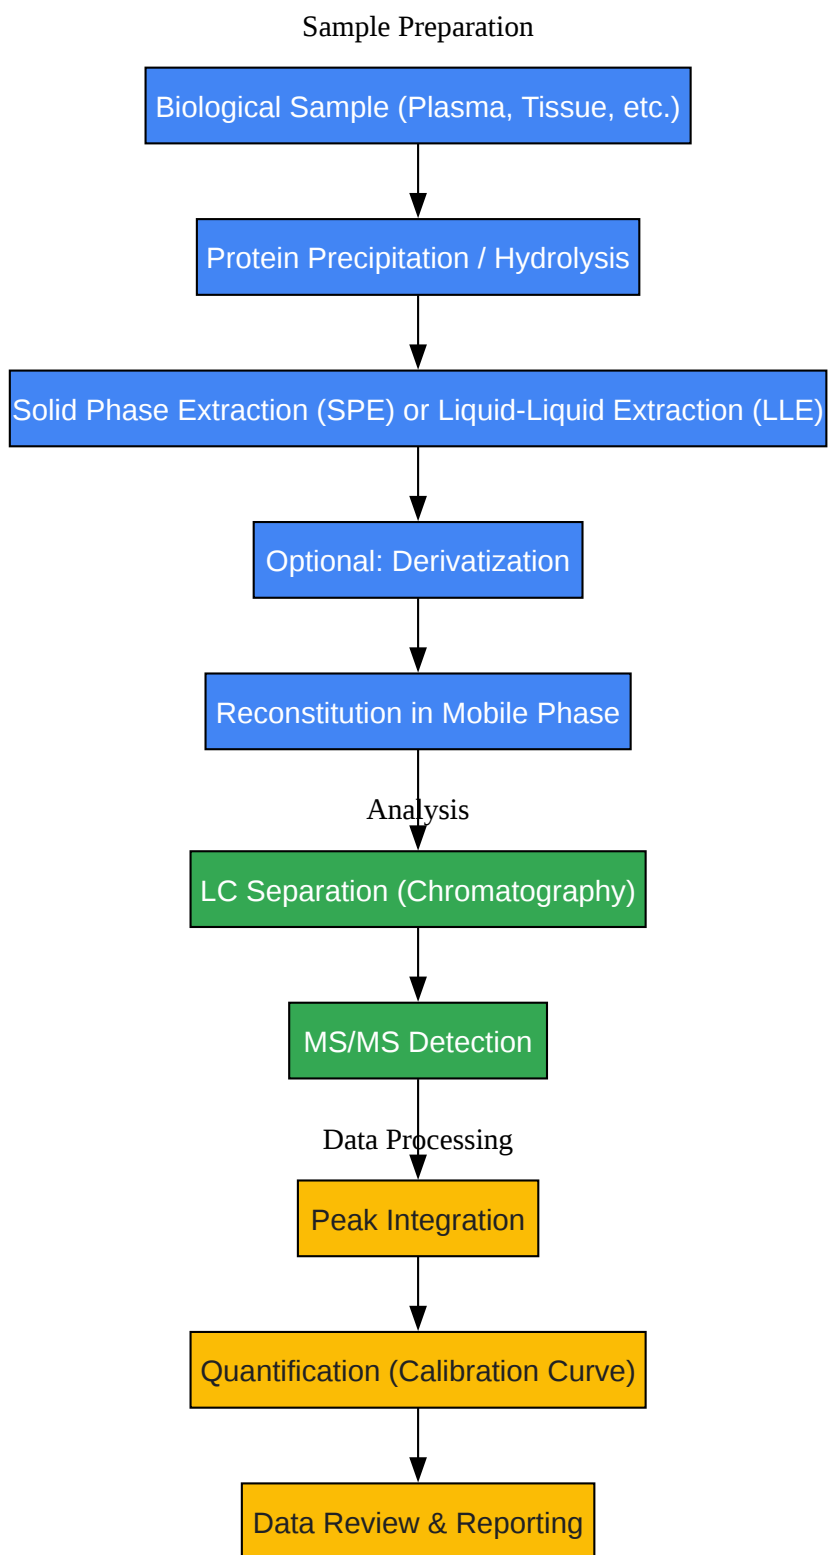 Sample Preparation
Biological Sample (Plasma, Tissue, etc.)
Protein Precipitation / Hydrolysis
Solid Phase Extraction (SPE) or Liquid-Liquid Extraction (LLE)
Optional: Derivatization
Reconstitution in Mobile Phase
Analysis
LC Separation (Chromatography)
MS/MS Detection
Data Processing
Peak Integration
Quantification (Calibration Curve)
Data Review & Reporting